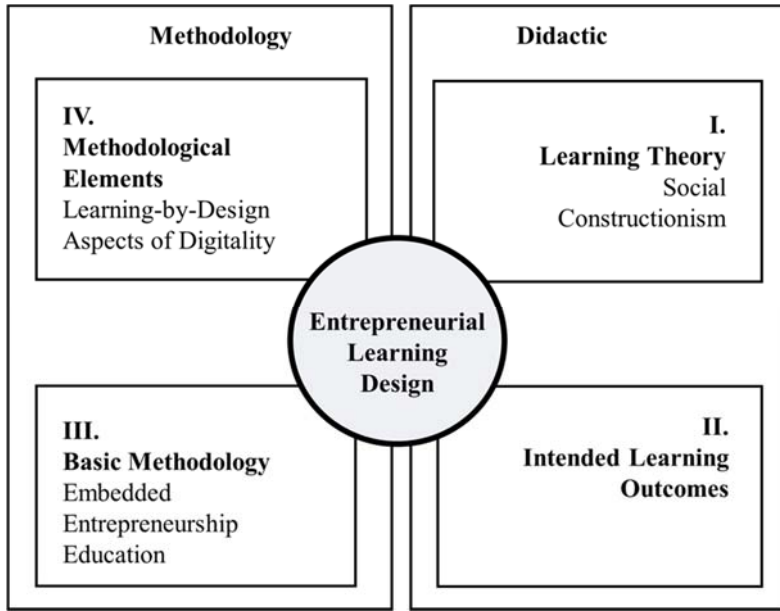 Methodology
IV.
Methodological
Elements
Learning-by-Design
Aspects of Digitality
III.
Basic Methodology
Embedded
Entrepreneurship
Education
Entrepreneurial
Learning
Design
Didactic
I.
Learning Theory
Social
Constructionism
II.
Intended Learning
Outcomes